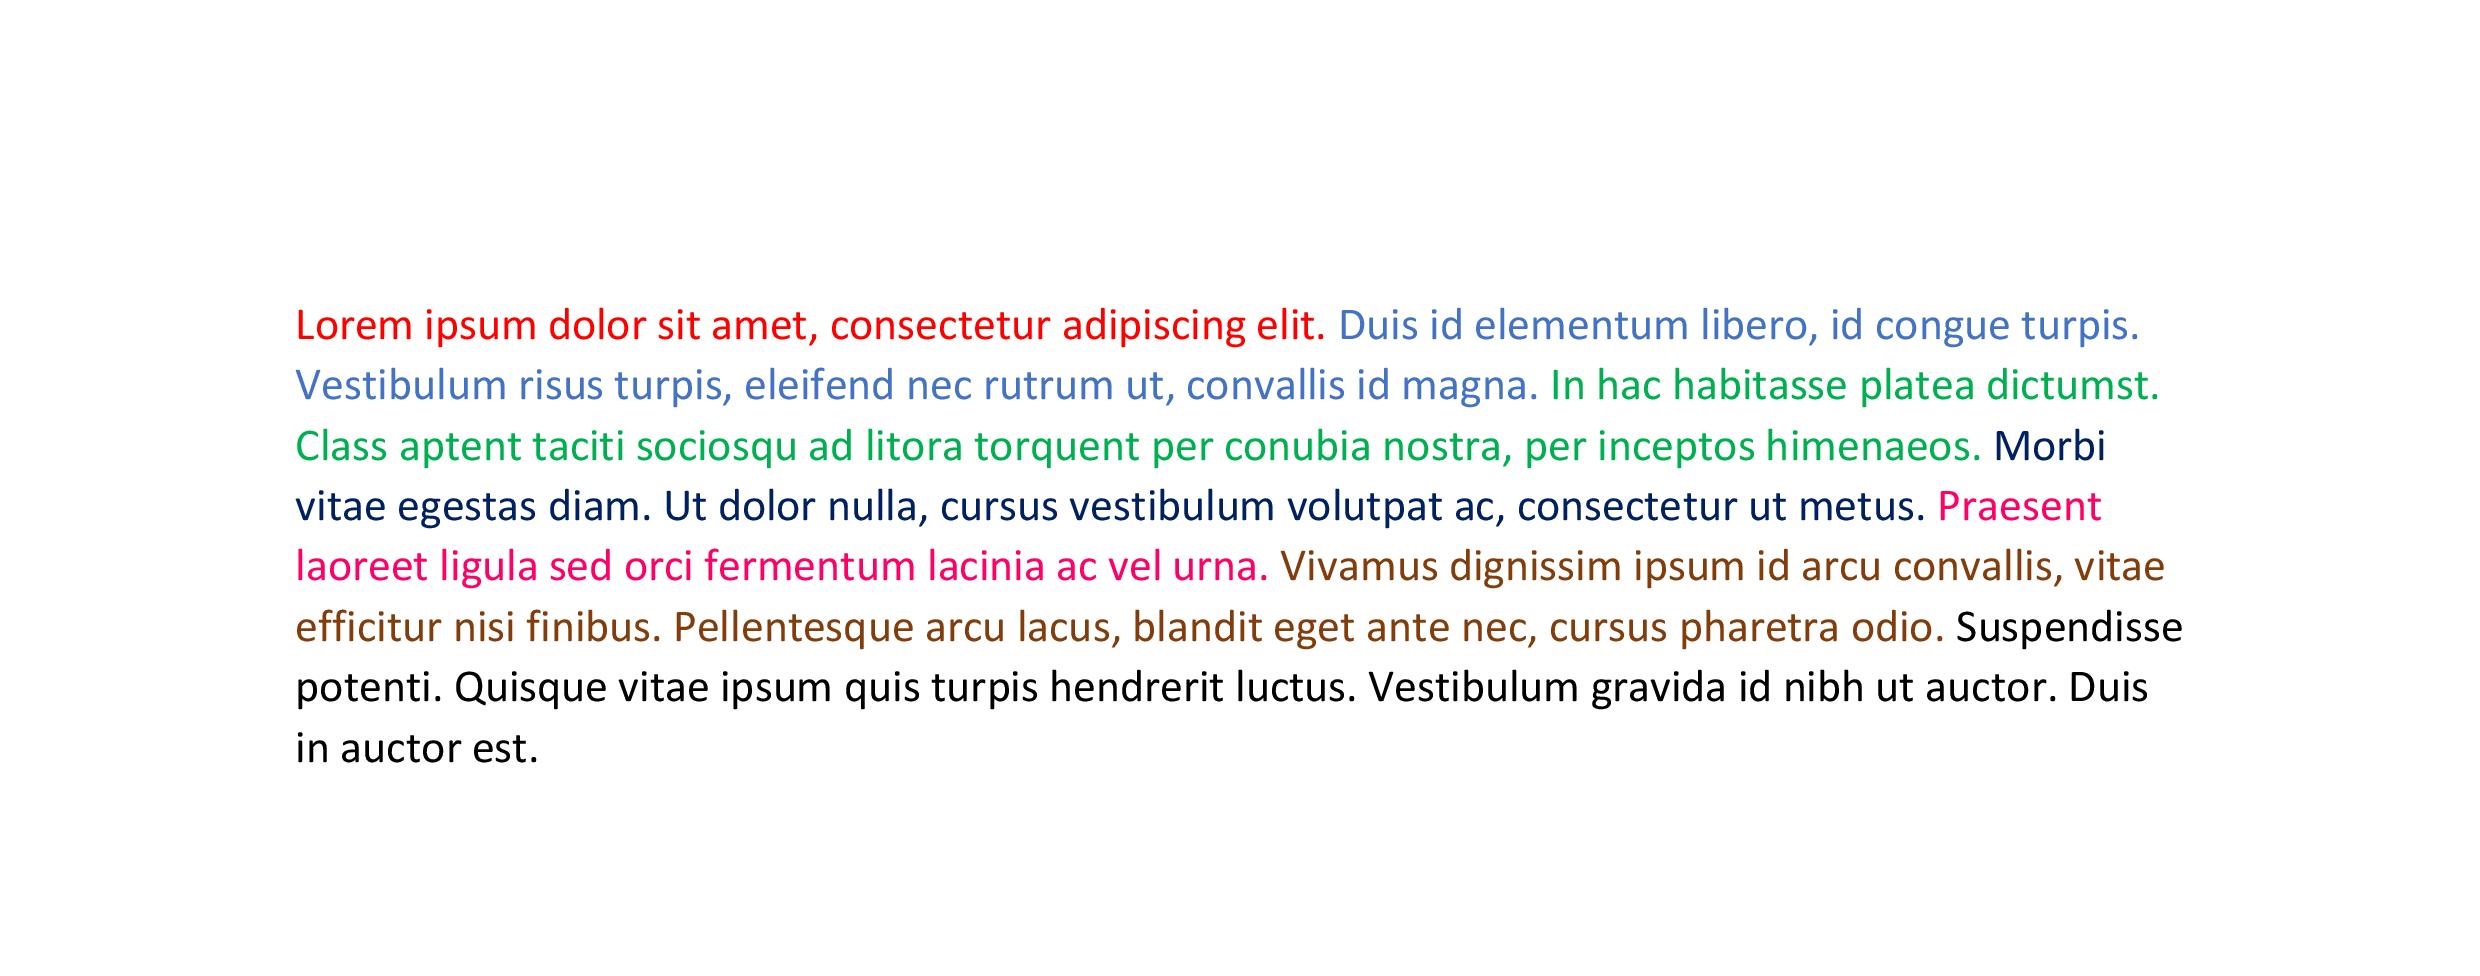 Lorem ipsum dolor sit amet, consectetur adipiscing elit. Duis id elementum libero, id congue turpis.
Vestibulum risus turpis, eleifend nec rutrum ut, convallis id magna. In hac habitasse platea dictumst.
Class aptent taciti sociosqu ad litora torquent per conubia nostra, per inceptos himenaeos. Morbi
vitae egestas diam. Ut dolor nulla, cursus vestibulum volutpat ac, consectetur ut metus. Praesent
laoreet ligula sed orci fermentum lacinia ac vel urna. Vivamus dignissim ipsum id arcu convallis, vitae
efficitur nisi finibus. Pellentesque arcu lacus, blandit eget ante nec, cursus pharetra odio. Suspendisse
potenti. Quisque vitae ipsum quis turpis hendrerit luctus. Vestibulum gravida id nibh ut auctor. Duis
in auctor est.